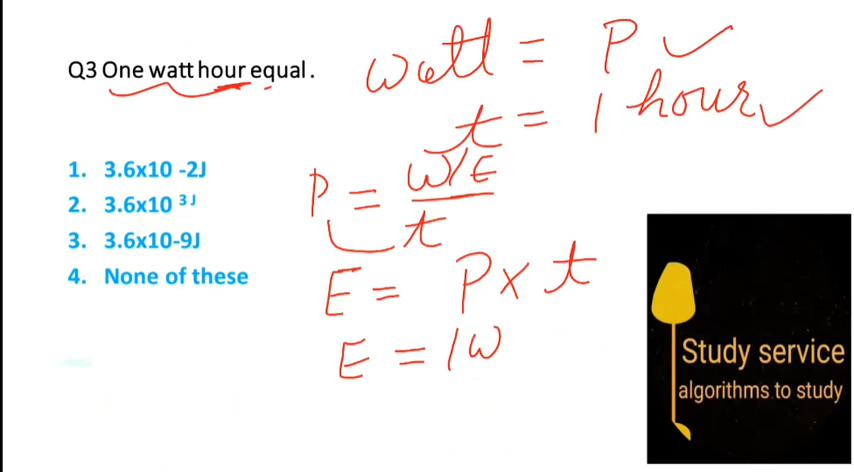 Q3 One watt hour equal.
watt = P ✓
t = 1 hour ✓
1. 3.6x10 -2J
2. 3.6x10 ³ᴶ
3. 3.6x10-9J
4. None of these
P = W/E
t
E = P x t
E = 1W
Study service
algorithms to study